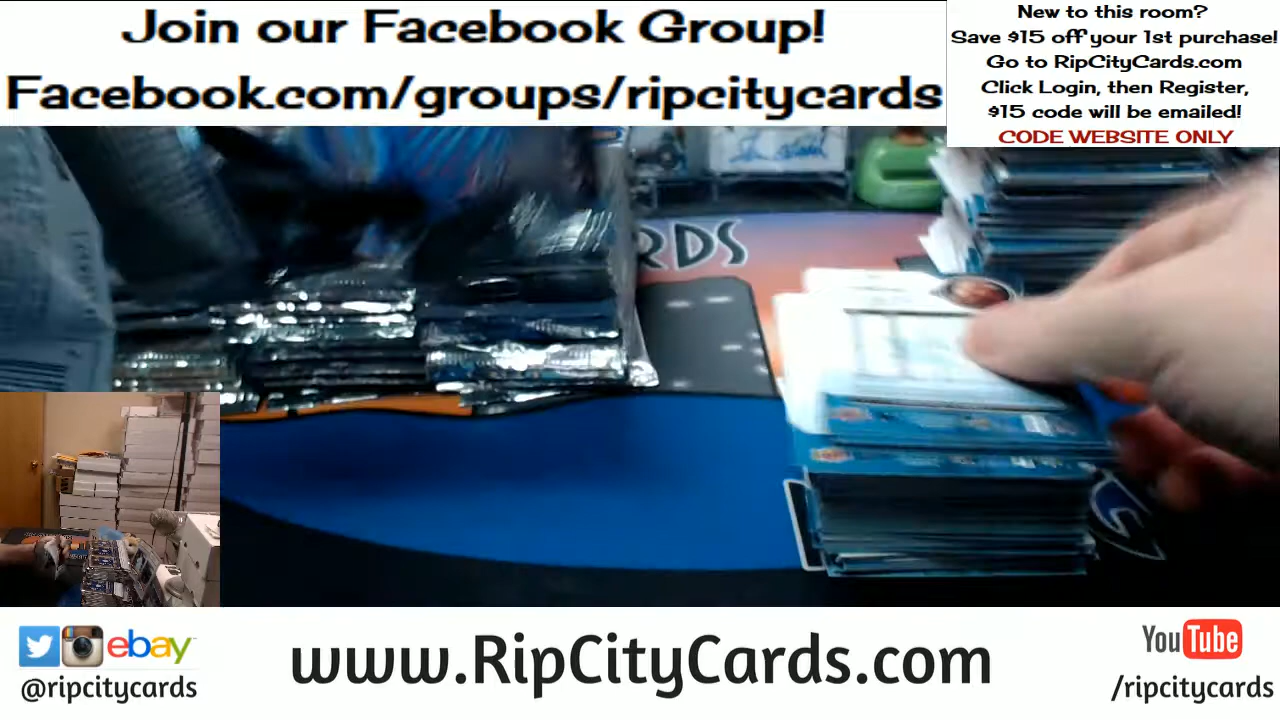 Join our Facebook Group!
Facebook.com/groups/ripcitycards
New to this room?
Save $15 off your 1st purchase!
Go to RipCityCards.com
Click Login, then Register,
$15 code will be emailed!
CODE WEBSITE ONLY
RDS
ebay
@ripcitycards
www.RipCityCards.com
YouTube
/ripcitycards